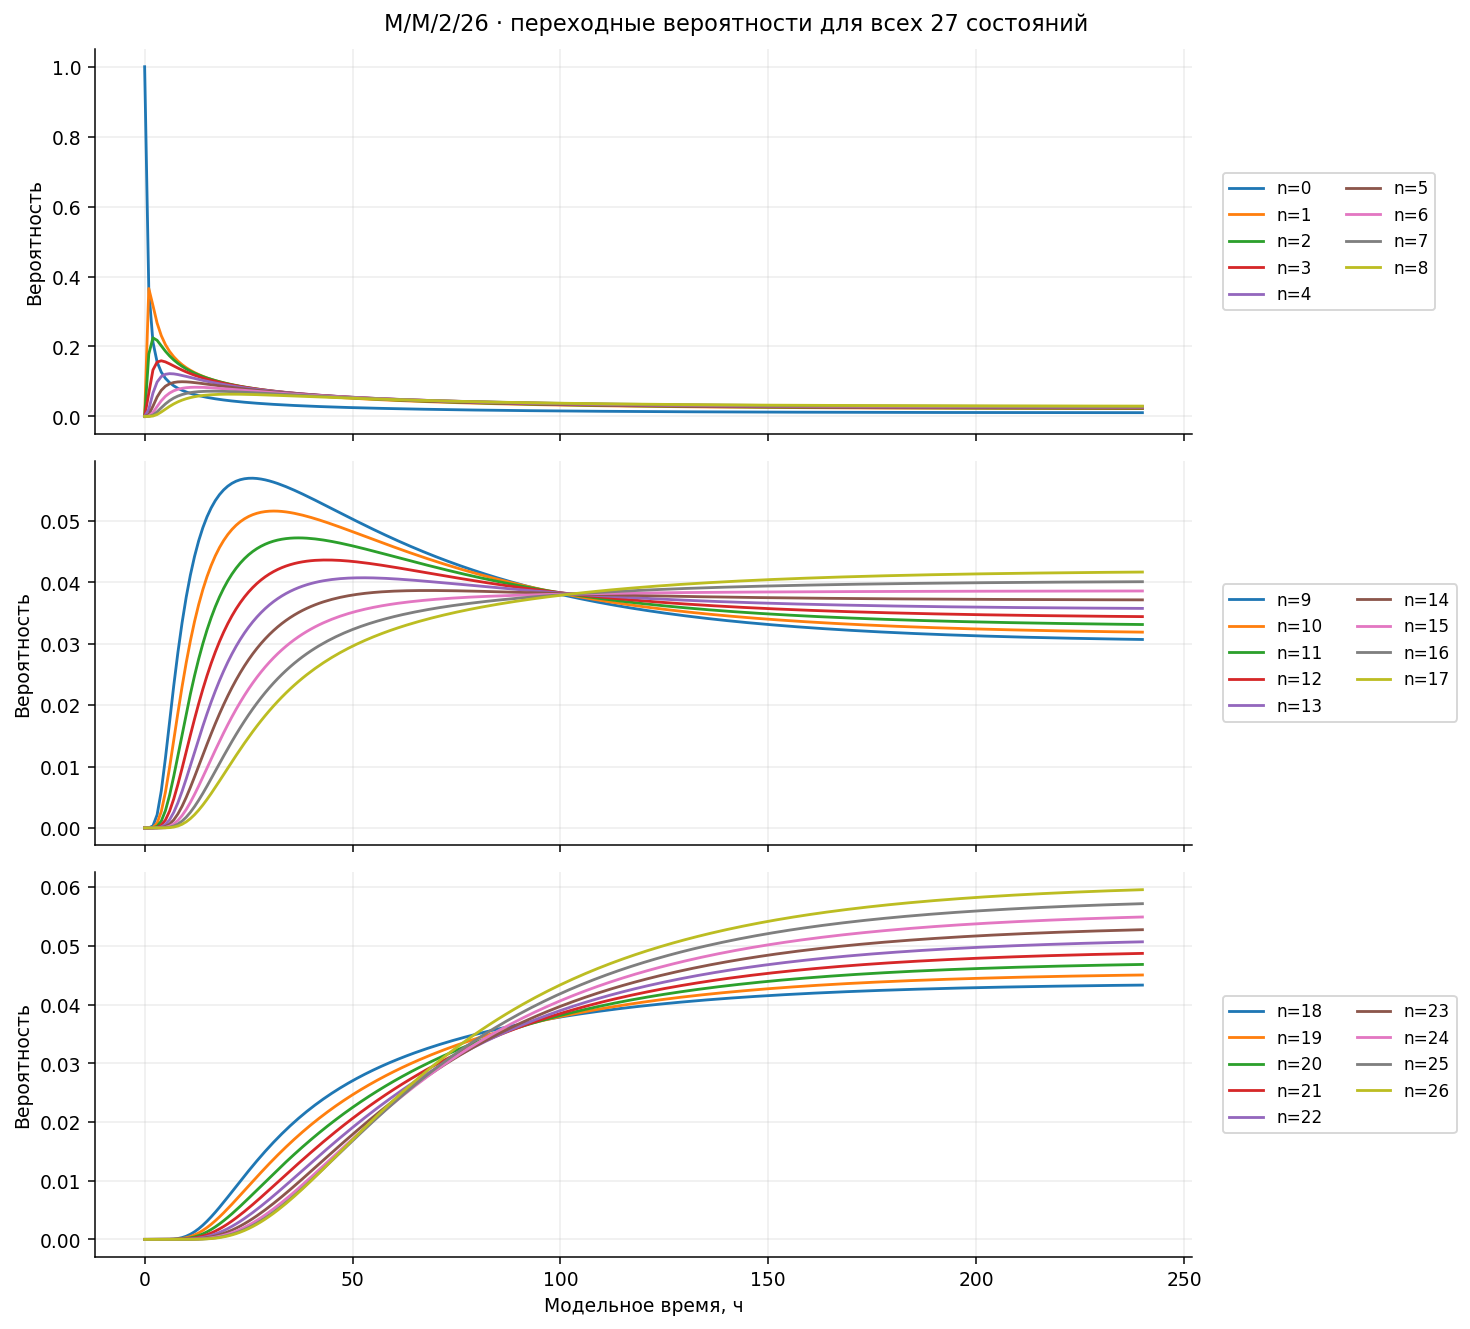 M/M/2/26 · переходные вероятности для всех 27 состояний
Вероятность
1.0
0.8
0.6
0.4
0.2
0.0
n=0 n=5
n=1 n=6
n=2 n=7
n=3 n=8
n=4
Вероятность
0.05
0.04
0.03
0.02
0.01
0.00
n=9 n=14
n=10 n=15
n=11 n=16
n=12 n=17
n=13
Вероятность
0.06
0.05
0.04
0.03
0.02
0.01
0.00
n=18 n=23
n=19 n=24
n=20 n=25
n=21 n=26
n=22
0 50 100 150 200 250
Модельное время, ч